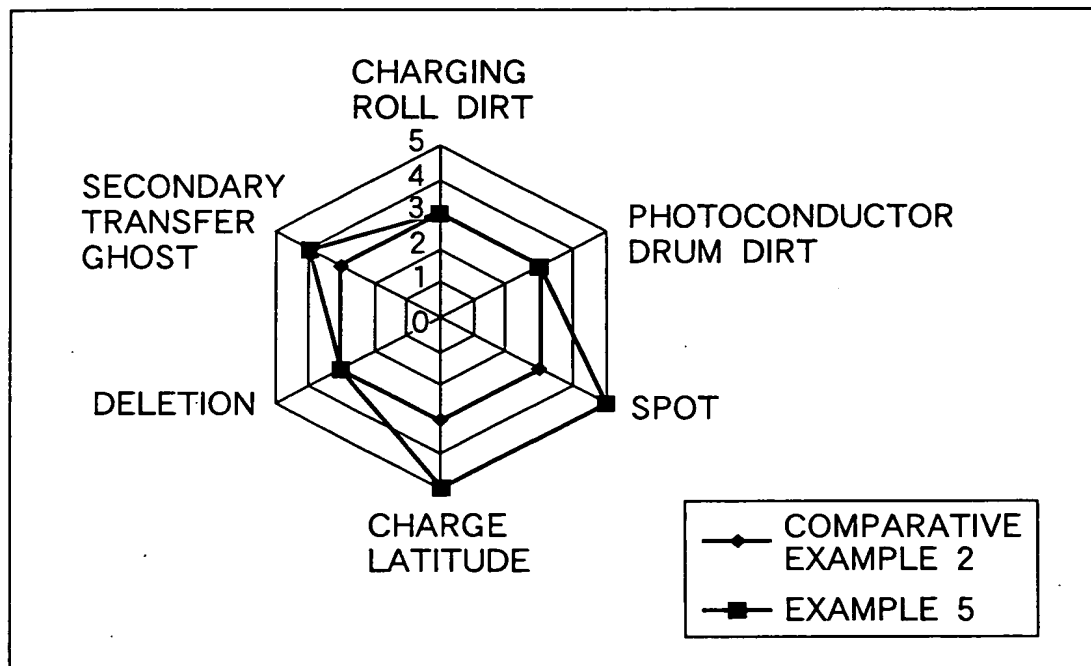 CHARGING
ROLL DIRT
5
4
3
2
1
0
SECONDARY
TRANSFER
GHOST
PHOTOCONDUCTOR
DRUM DIRT
DELETION
SPOT
CHARGE
LATITUDE
COMPARATIVE
EXAMPLE 2
EXAMPLE 5